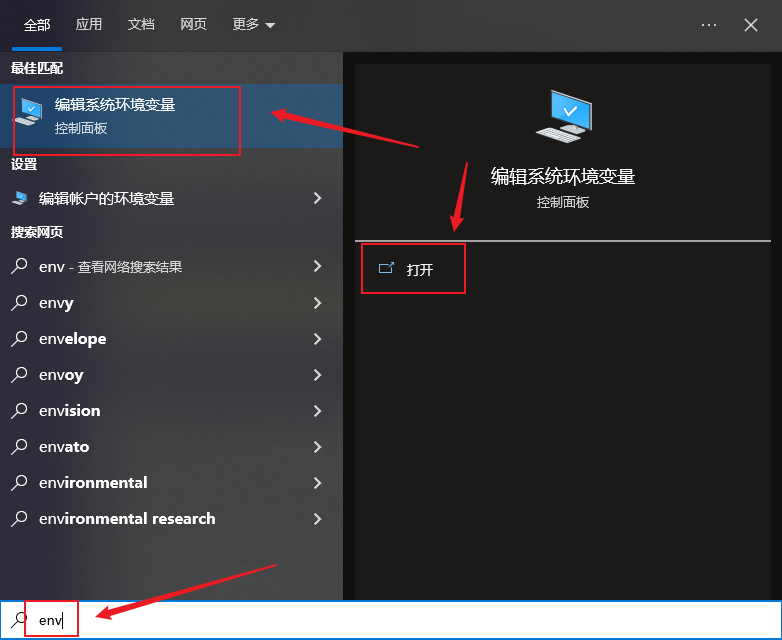 全部 应用 文档 网页 更多
最佳匹配
编辑系统环境变量
控制面板
设置
编辑帐户的环境变量
搜索网页
env - 查看网络搜索结果
envy
envelope
envoy
envision
envato
environmental
environmental research
编辑系统环境变量
控制面板
打开
env